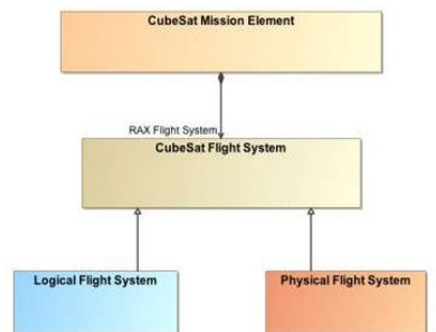 CubeSat Mission Element
RAX Flight System
CubeSat Flight System
Logical Flight System
Physical Flight System